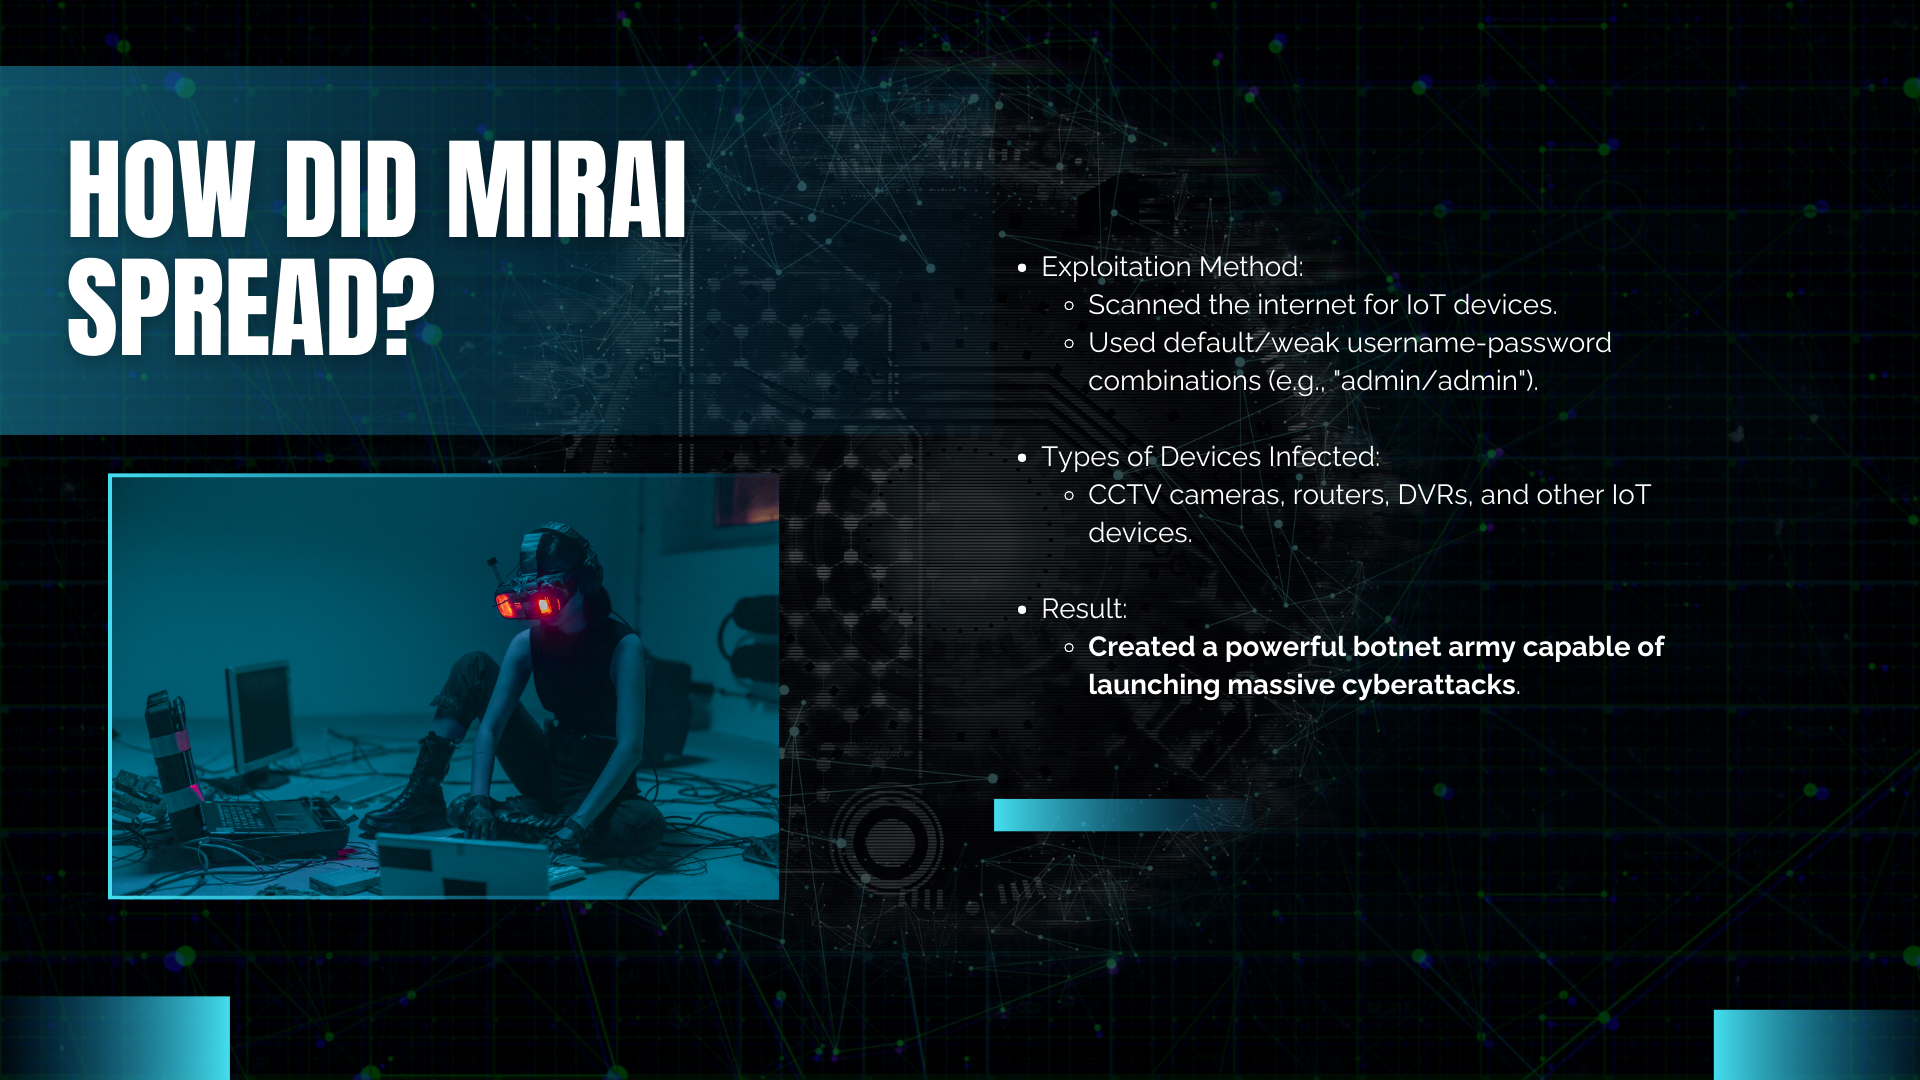 HOW DID MIRAI
SPREAD?
• Exploitation Method:
◦ Scanned the internet for IoT devices.
◦ Used default/weak username-password
combinations (e.g., "admin/admin").
• Types of Devices Infected:
◦ CCTV cameras, routers, DVRs, and other IoT
devices.
• Result:
◦ Created a powerful botnet army capable of
launching massive cyberattacks.